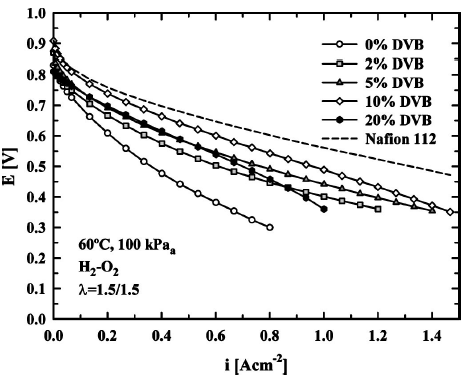 1.0
0.9
0.8
0.7
0.6
0.5
0.4
0.3
0.2
0.1
0.0
E [V]
0% DVB
2% DVB
5% DVB
10% DVB
20% DVB
Nafion 112
60ºC, 100 kPaₐ
H₂-O₂
λ=1.5/1.5
0.0 0.2 0.4 0.6 0.8 1.0 1.2 1.4
i [Acm⁻²]